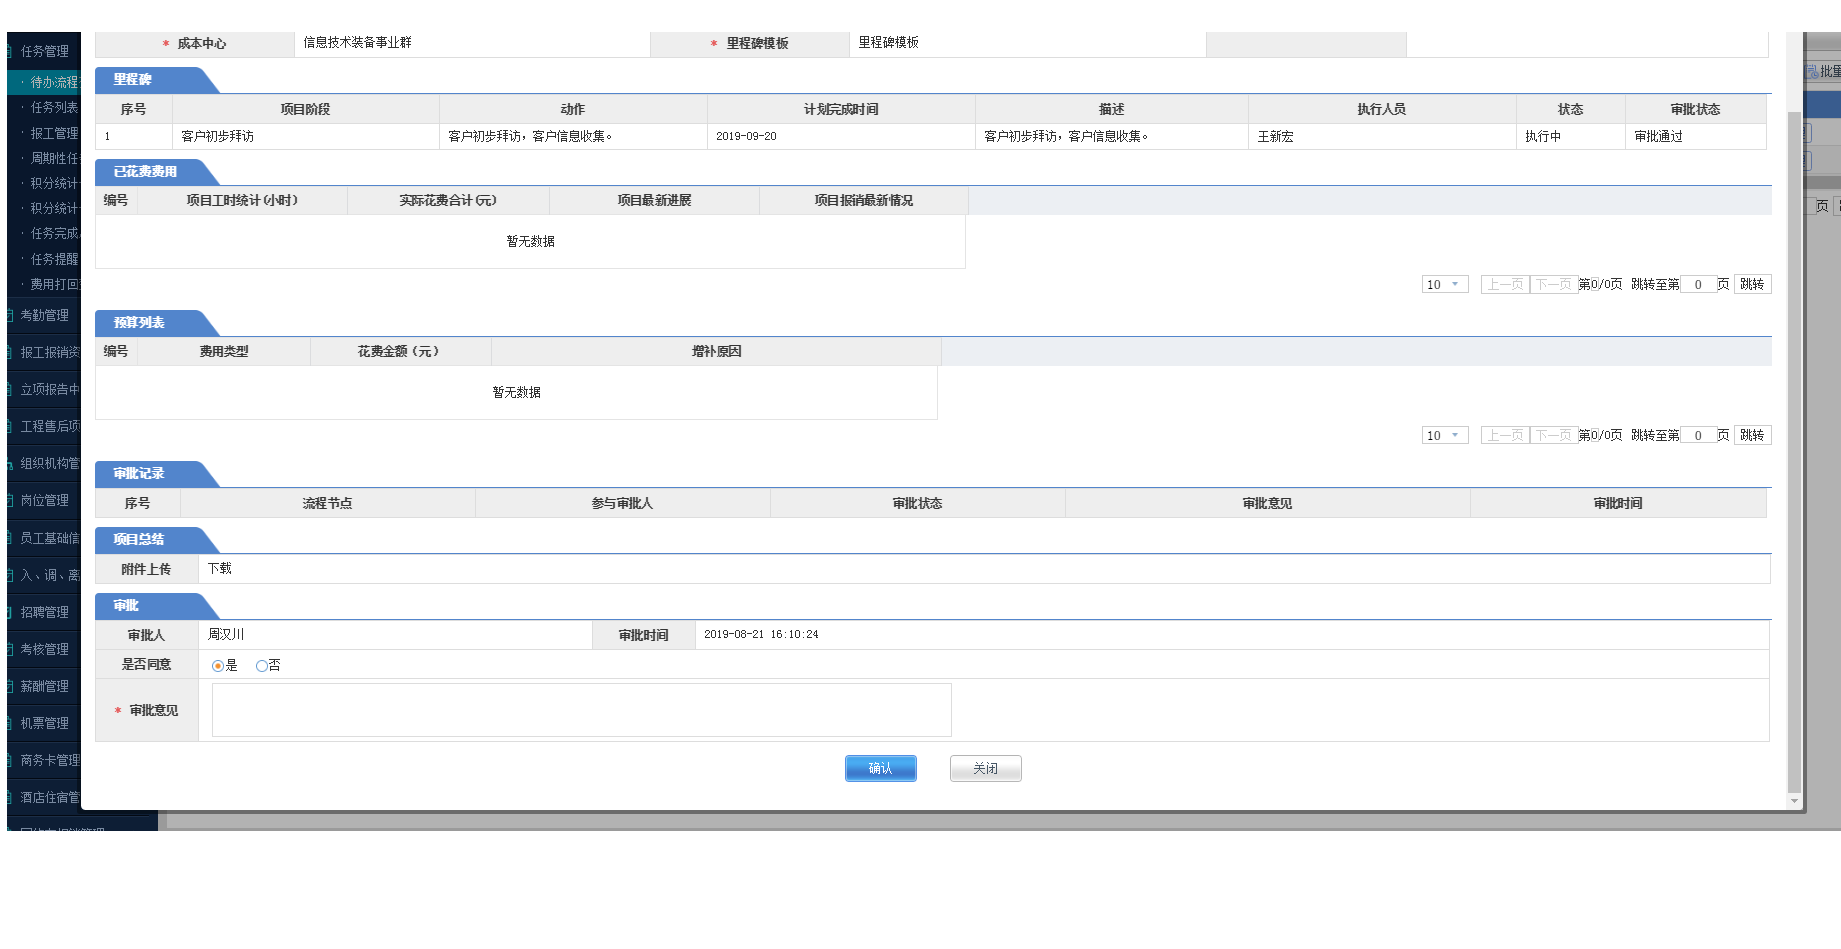 * 成本中心 信息技术装备事业群 * 里程碑模板 里程碑模板
任务管理
待办流程
任务列表
报工管理
周期性任
积分统计
积分统计
任务完成
任务提醒
费用打回
考勤管理
报工报销资
立项报告中
工程售后项
组织机构管
岗位管理
员工基础信
入、调、离
招聘管理
考核管理
薪酬管理
机票管理
商务卡管理
酒店住宿管
里程碑
序号 项目阶段 动作 计划完成时间 描述 执行人员 状态 审批状态
1 客户初步拜访 客户初步拜访，客户信息收集。 2019-09-20 客户初步拜访，客户信息收集。 王新宏 执行中 审批通过
已花费费用
编号 项目工时统计(小时) 实际花费合计(元) 项目最新进展 项目报销最新情况
暂无数据
10 上一页 下一页 第0/0页 跳转至第 0 页 跳转
预算列表
编号 费用类型 花费金额（元） 增补原因
暂无数据
10 上一页 下一页 第0/0页 跳转至第 0 页 跳转
审批记录
序号 流程节点 参与审批人 审批状态 审批意见 审批时间
项目总结
附件上传 下载
审批
审批人 周汉川 审批时间 2019-08-21 16:10:24
是否同意 是 否
* 审批意见
确认 关闭
批量
页